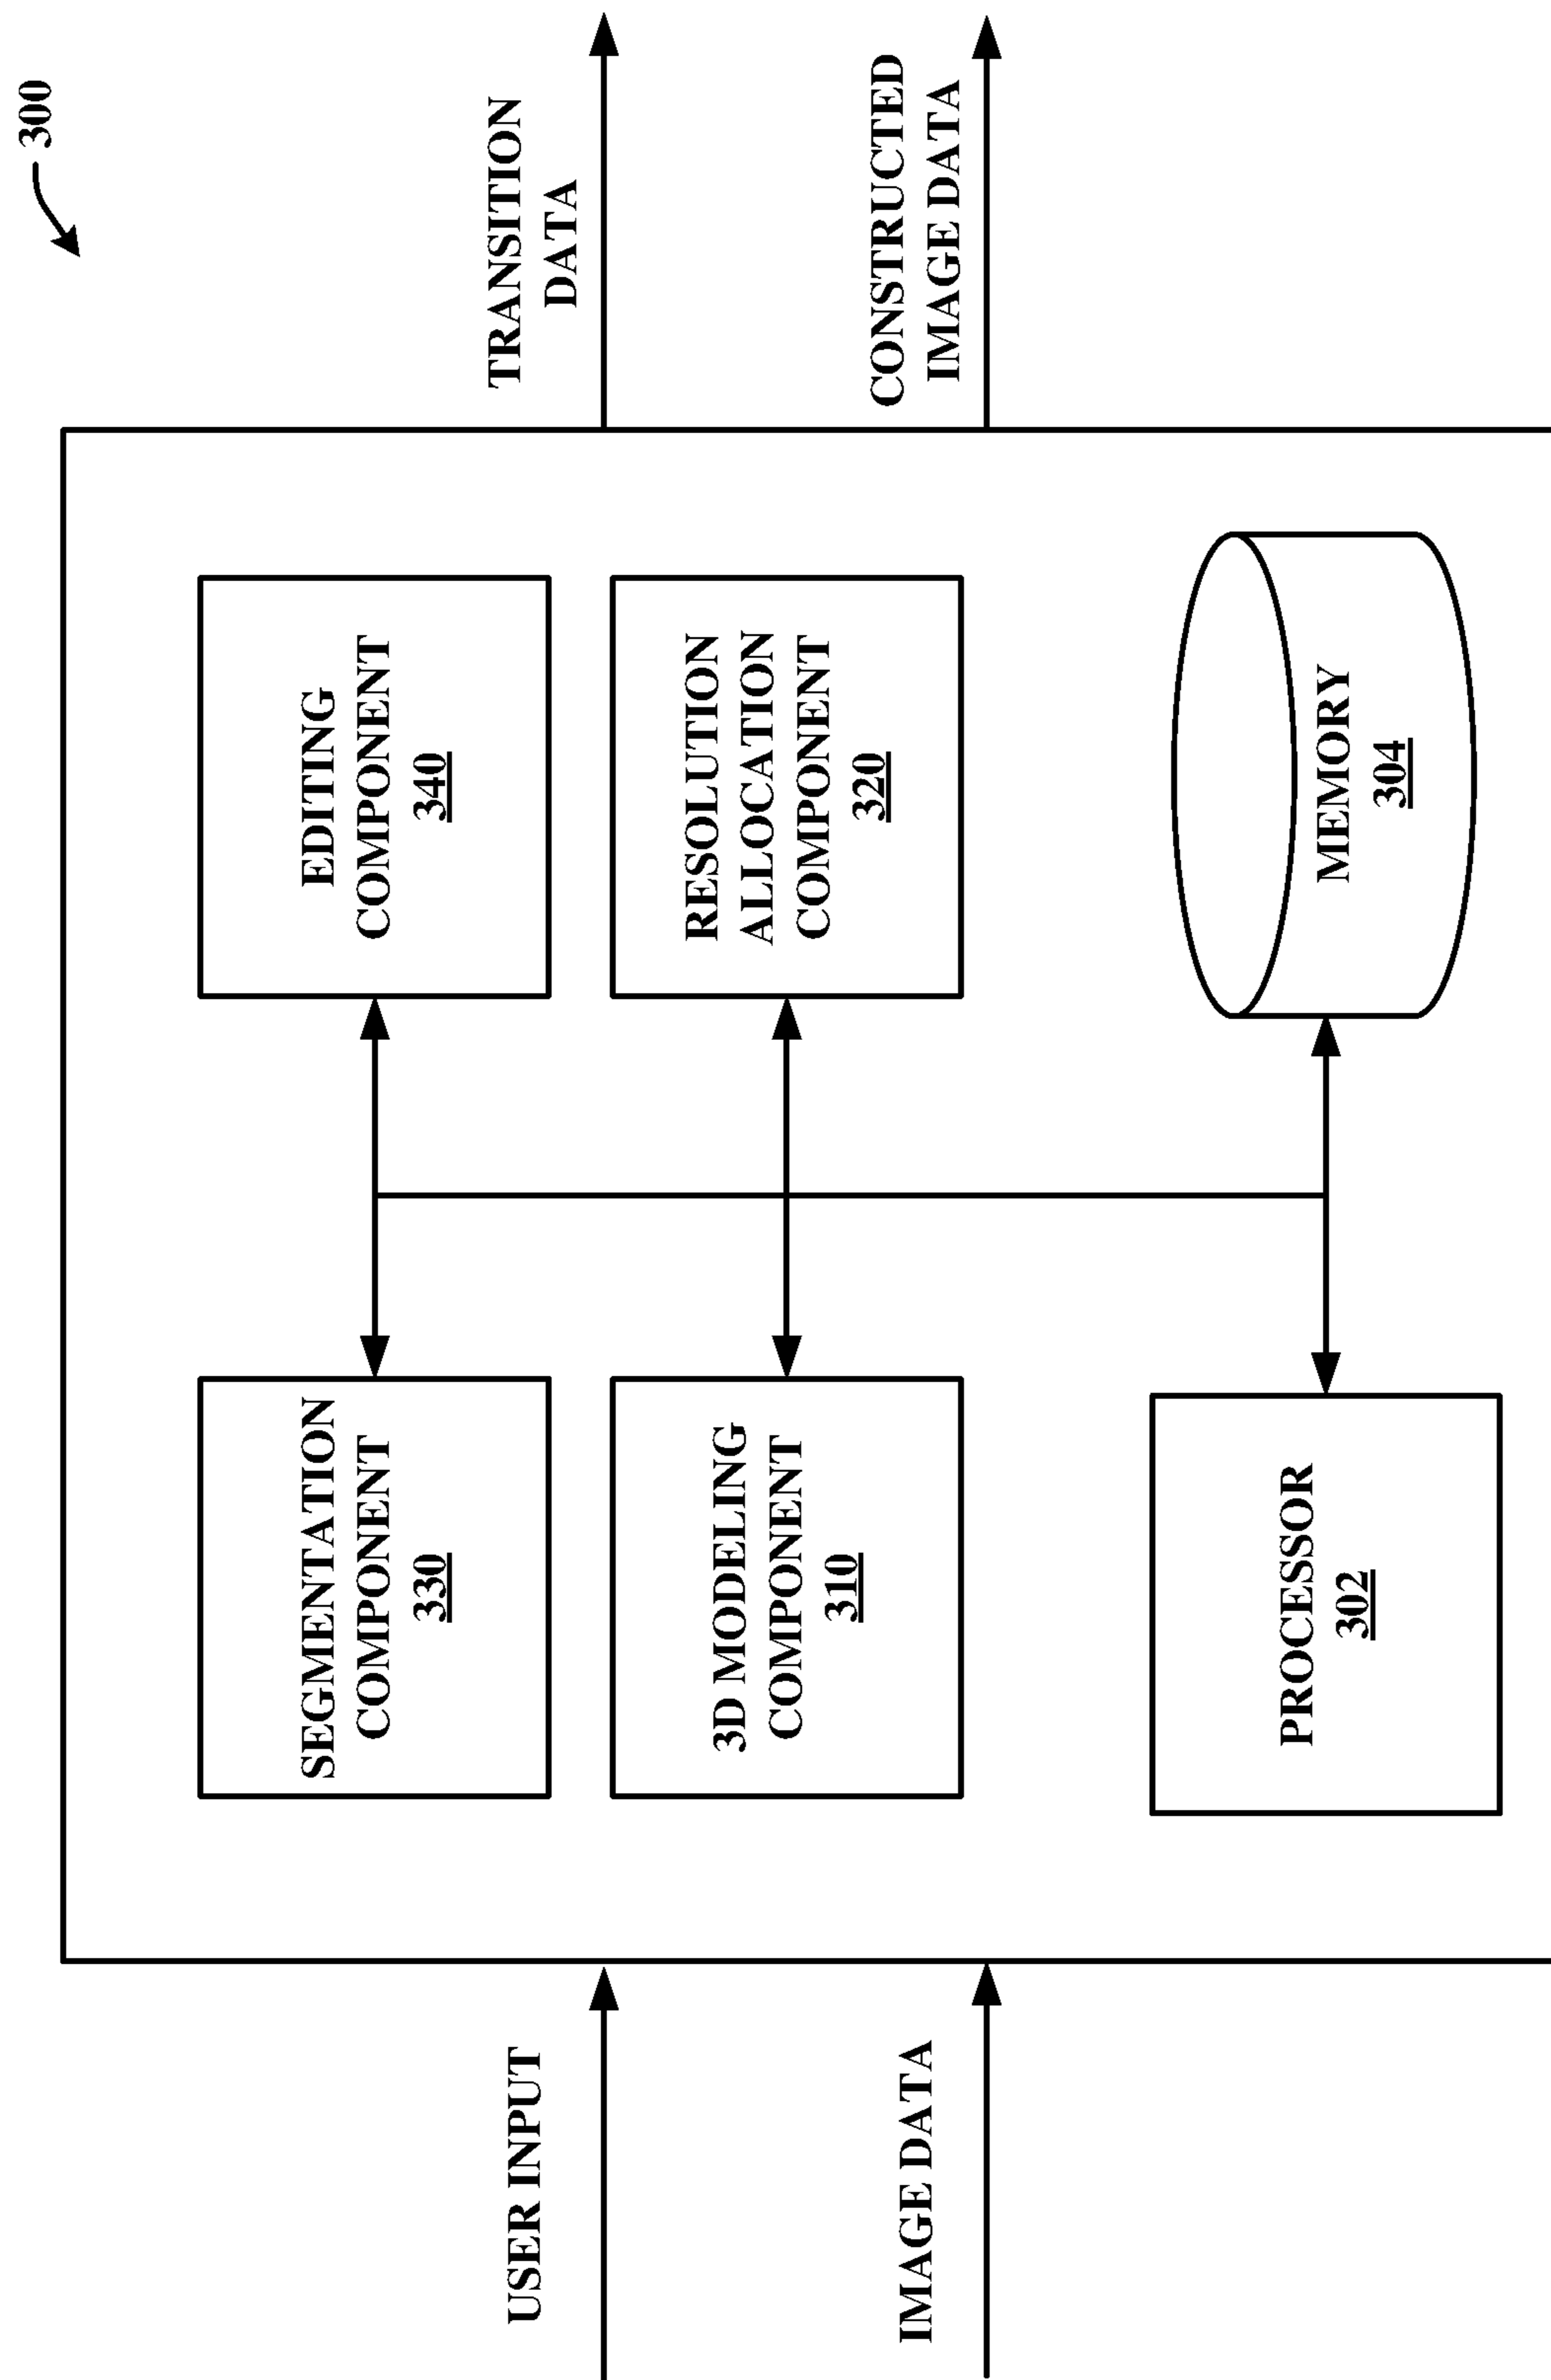 300
USER INPUT
IMAGE DATA
SEGMENTATION
COMPONENT
330
EDITING
COMPONENT
340
3D MODELING
COMPONENT
310
RESOLUTION
ALLOCATION
COMPONENT
320
PROCESSOR
302
MEMORY
304
TRANSITION
DATA
CONSTRUCTED
IMAGE DATA